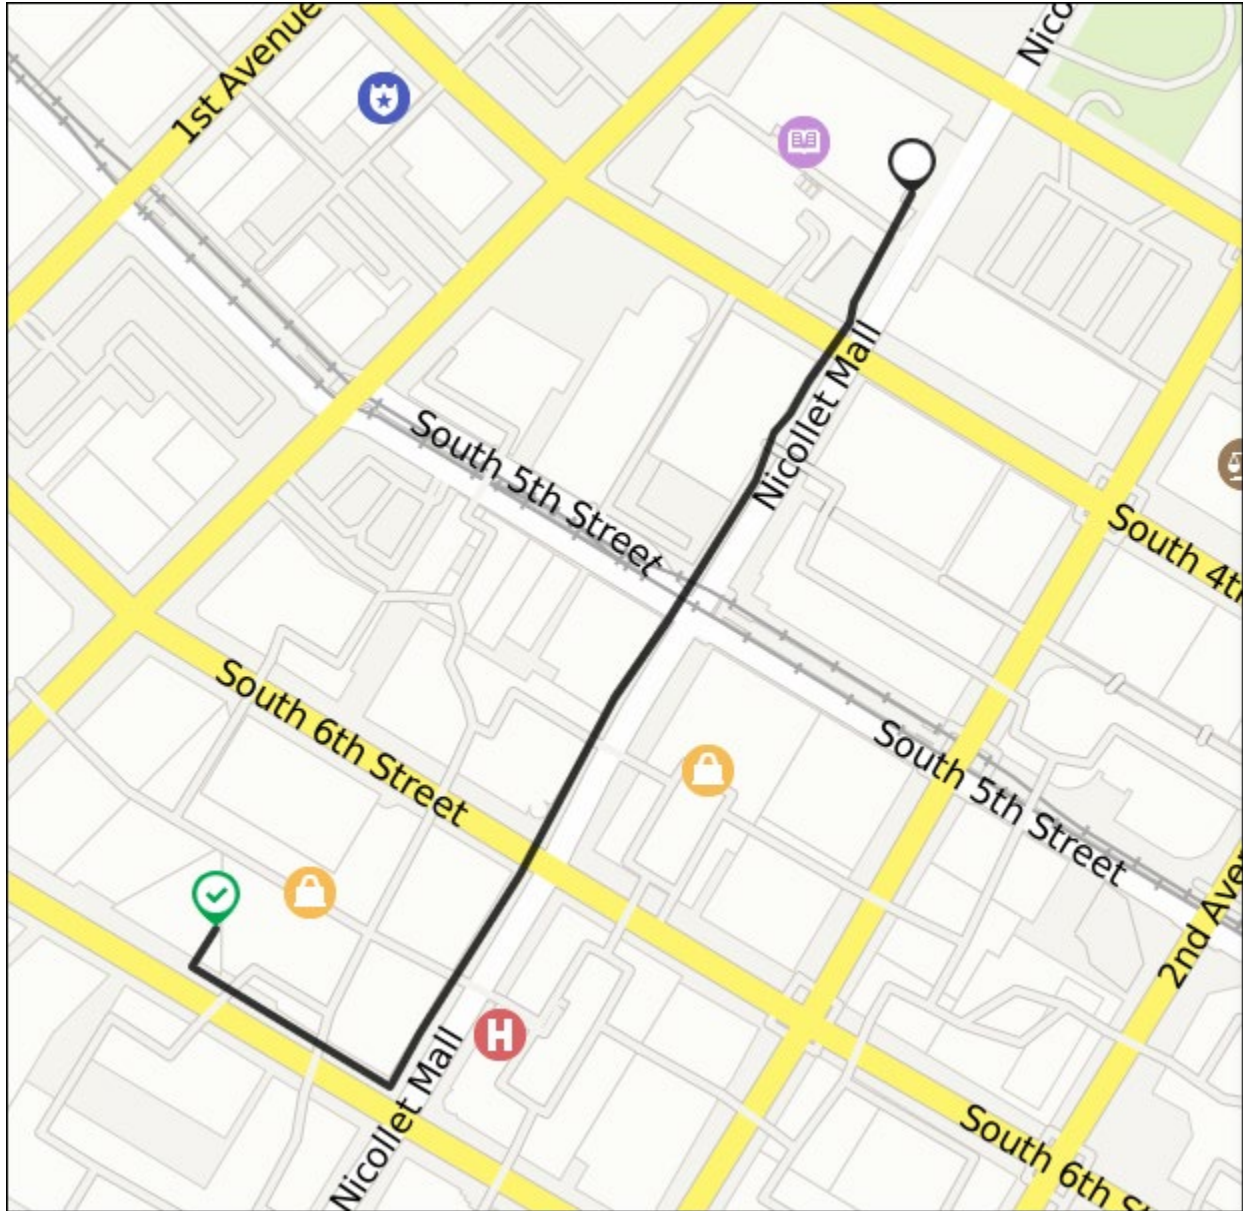 1st Avenue
Nico
Nicollet Mall
South 5th Street
South 4t
South 6th Street
South 5th Street
2nd Ave
H
Nicollet Mall
South 6th S